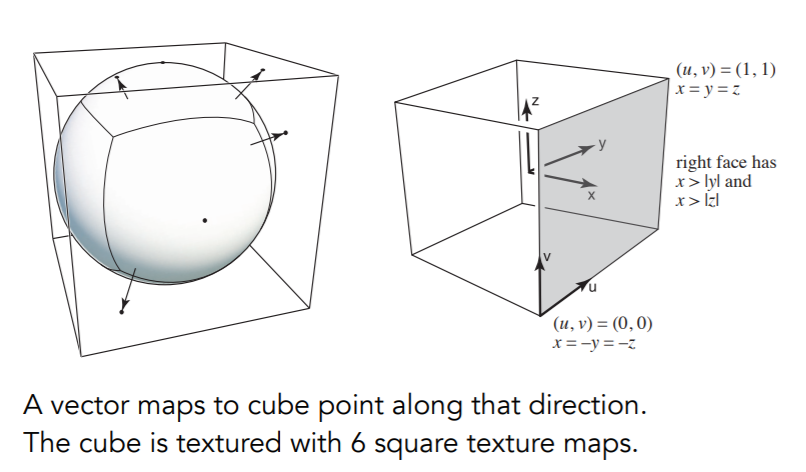 (u, v) = (1, 1)
x = y = z
z
y
x
right face has
x > |y| and
x > |z|
v
u
(u, v) = (0, 0)
x = –y = –z
A vector maps to cube point along that direction.
The cube is textured with 6 square texture maps.